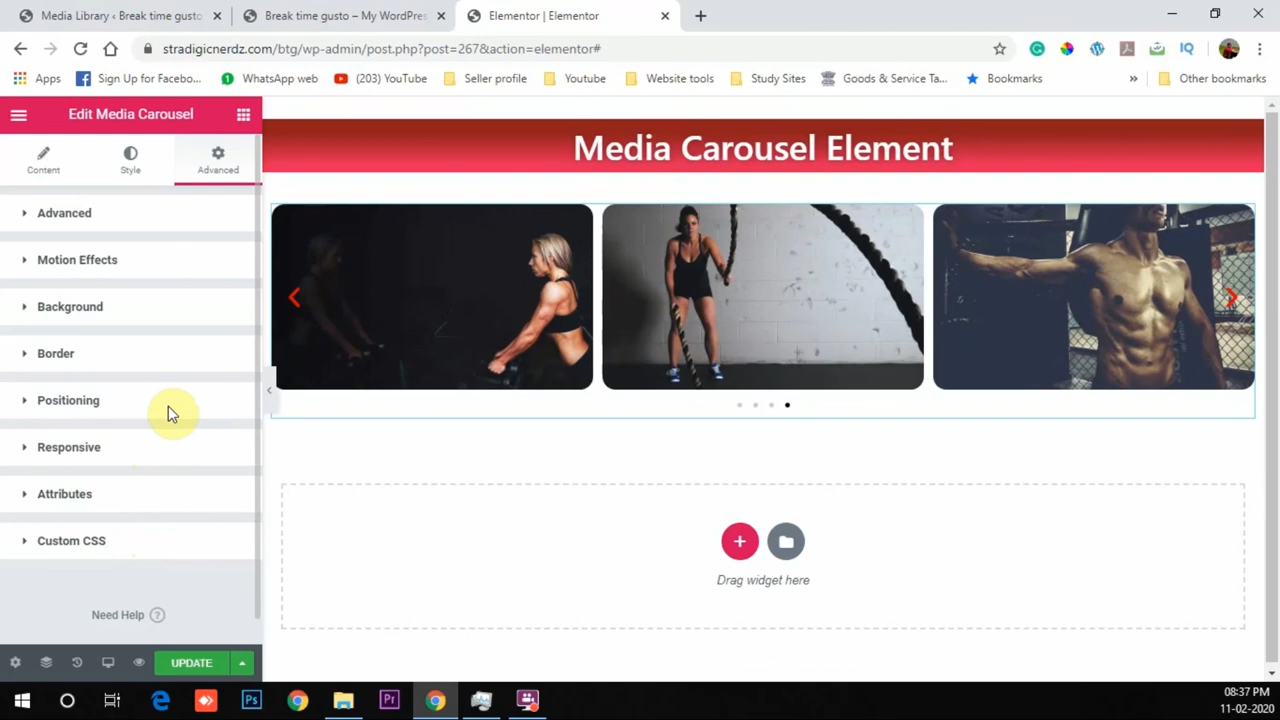 Media Library ‹ Break time gusto
Break time gusto – My WordPress
Elementor | Elementor
stradigicnerdz.com/btg/wp-admin/post.php?post=267&action=elementor#
Apps
Sign Up for Facebo...
WhatsApp web
(203) YouTube
Seller profile
Youtube
Website tools
Study Sites
Goods & Service Ta...
Bookmarks
»
Other bookmarks
Edit Media Carousel
Content
Style
Advanced
Advanced
Motion Effects
Background
Border
Positioning
Responsive
Attributes
Custom CSS
Need Help ?
UPDATE
Media Carousel Element
Drag widget here
Ps
Pr
08:37 PM
11-02-2020